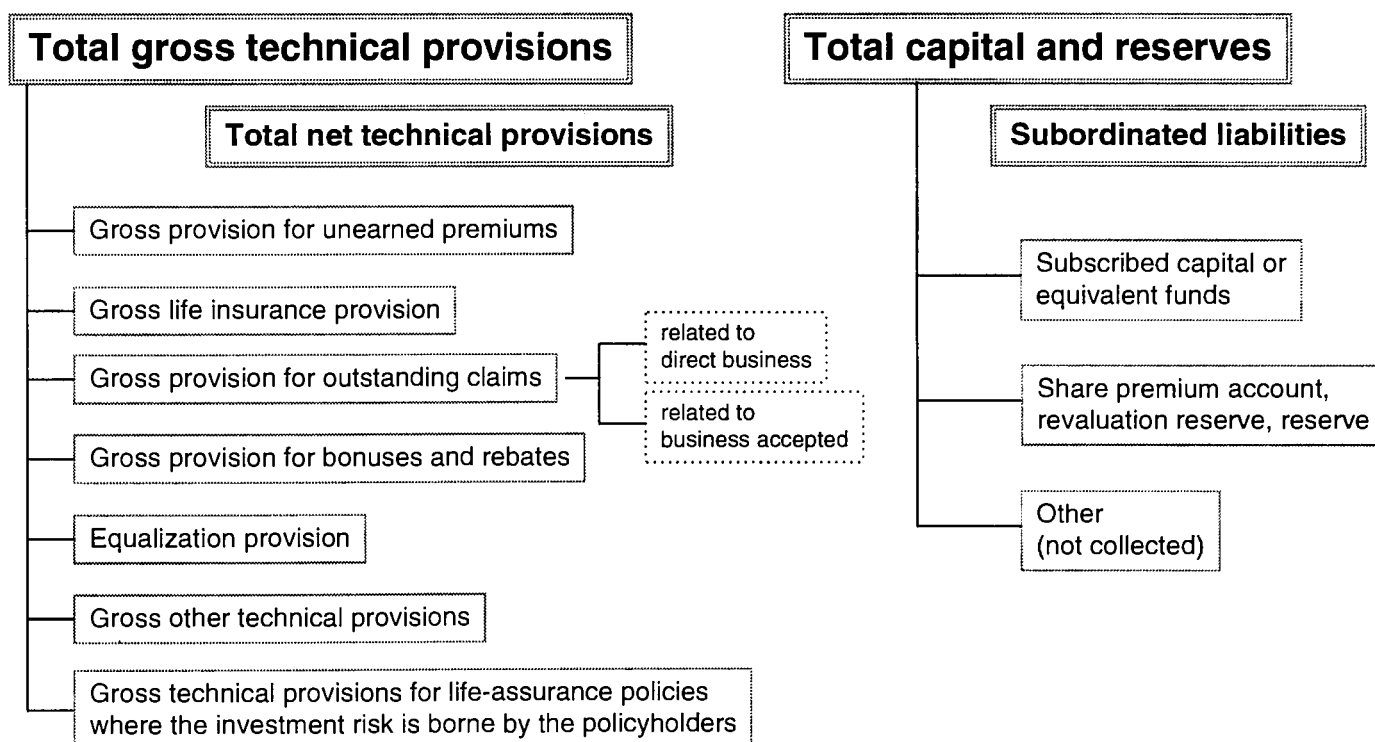 Total gross technical provisions
Total net technical provisions
Gross provision for unearned premiums
Gross life insurance provision
Gross provision for outstanding claims
related to
direct business
related to
business accepted
Gross provision for bonuses and rebates
Equalization provision
Gross other technical provisions
Gross technical provisions for life-assurance policies
where the investment risk is borne by the policyholders
Total capital and reserves
Subordinated liabilities
Subscribed capital or
equivalent funds
Share premium account,
revaluation reserve, reserve
Other
(not collected)